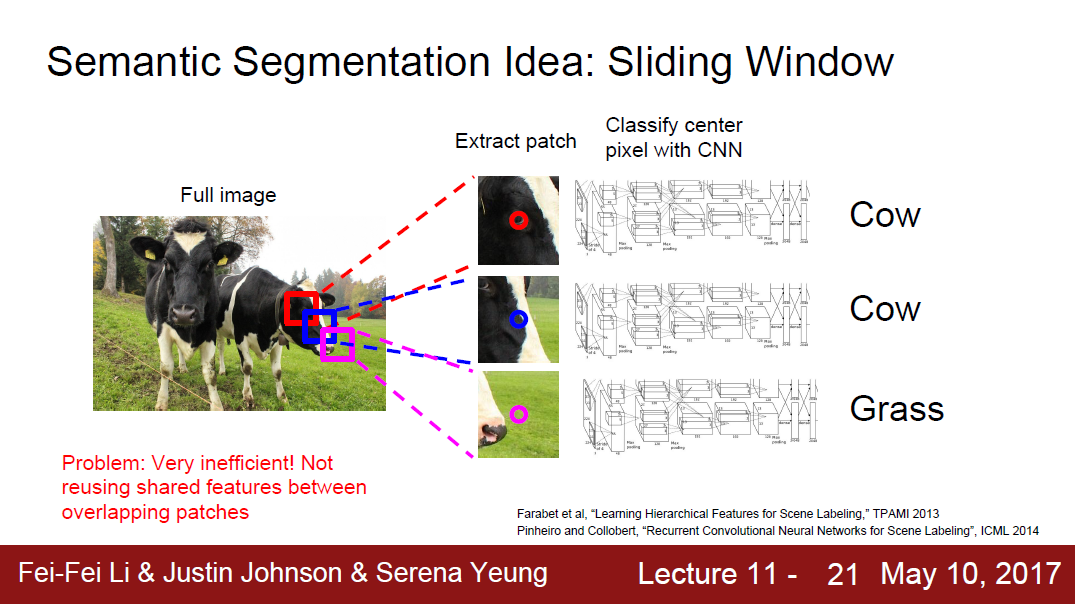 Semantic Segmentation Idea: Sliding Window
Full image
Extract patch
Classify center
pixel with CNN
Cow
Cow
Grass
Problem: Very inefficient! Not
reusing shared features between
overlapping patches
Farabet et al, “Learning Hierarchical Features for Scene Labeling,” TPAMI 2013
Pinheiro and Collobert, “Recurrent Convolutional Neural Networks for Scene Labeling”, ICML 2014
Fei-Fei Li & Justin Johnson & Serena Yeung
Lecture 11 - 21 May 10, 2017